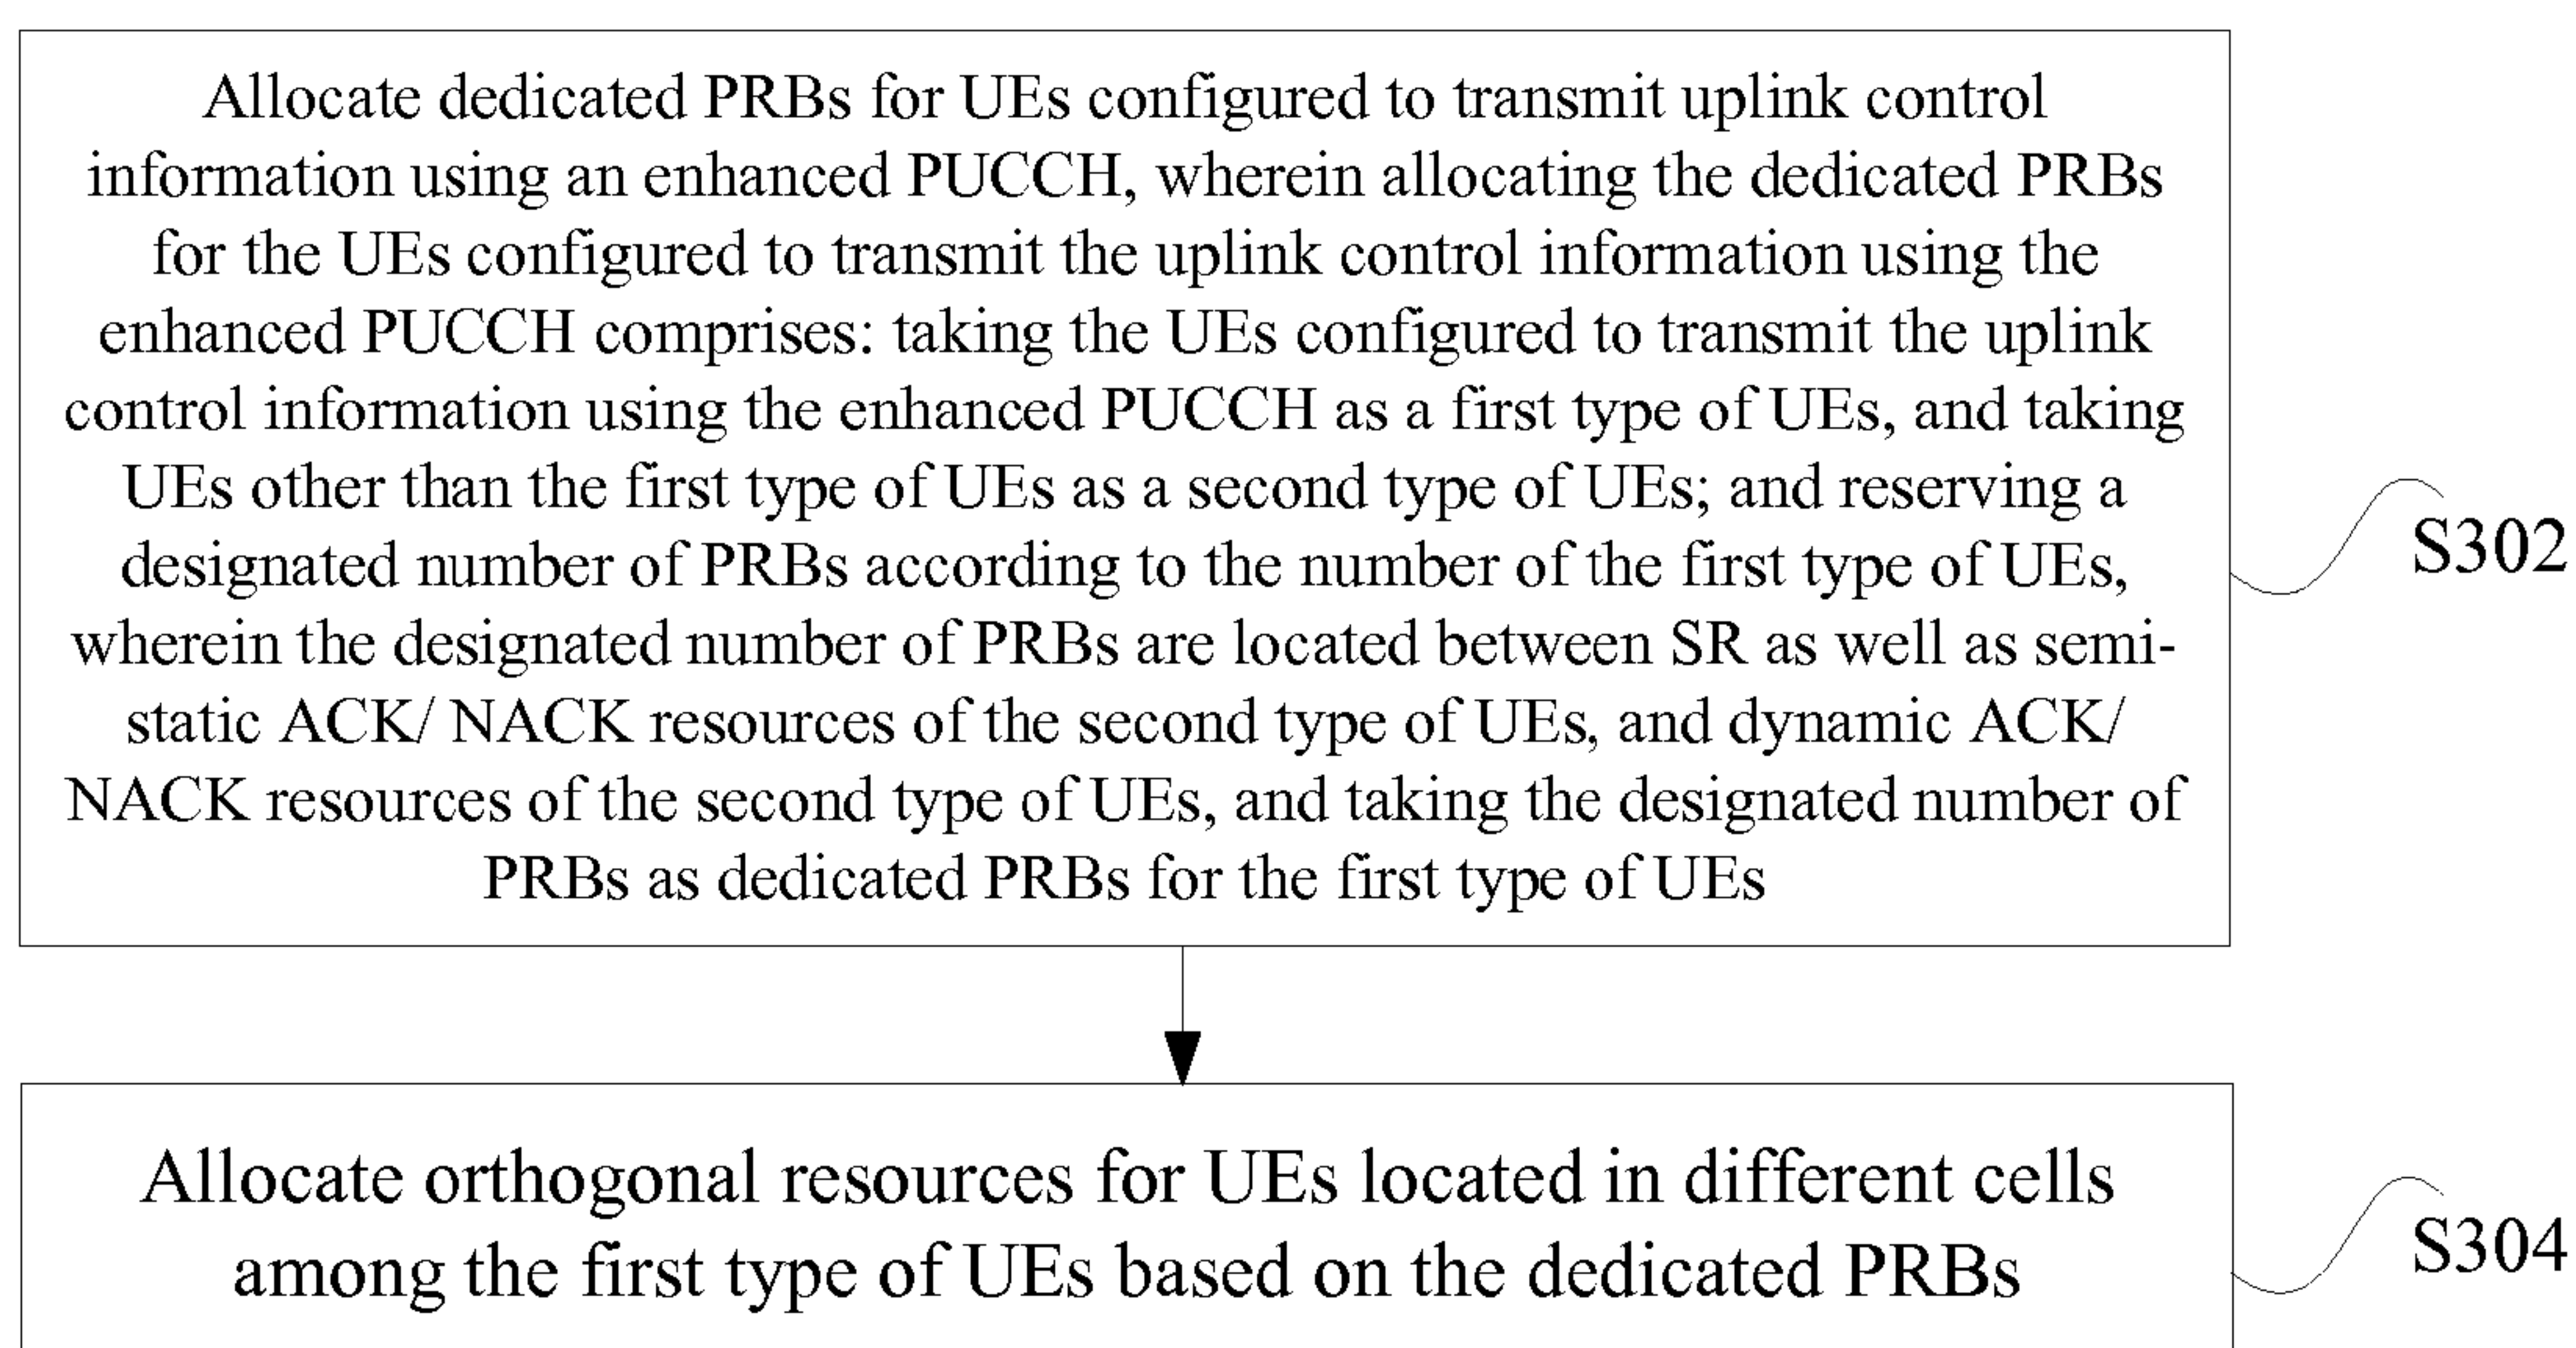 Allocate dedicated PRBs for UEs configured to transmit uplink control
information using an enhanced PUCCH, wherein allocating the dedicated PRBs
for the UEs configured to transmit the uplink control information using the
enhanced PUCCH comprises: taking the UEs configured to transmit the uplink
control information using the enhanced PUCCH as a first type of UEs, and taking
UEs other than the first type of UEs as a second type of UEs; and reserving a
designated number of PRBs according to the number of the first type of UEs,
wherein the designated number of PRBs are located between SR as well as semi-
static ACK/ NACK resources of the second type of UEs, and dynamic ACK/
NACK resources of the second type of UEs, and taking the designated number of
PRBs as dedicated PRBs for the first type of UEs
S302
Allocate orthogonal resources for UEs located in different cells
among the first type of UEs based on the dedicated PRBs
S304